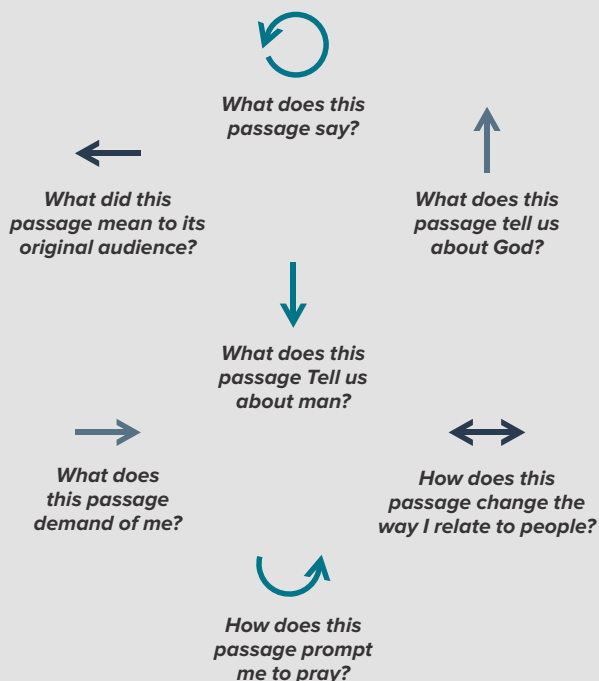 What does this
passage say?
What did this
passage mean to its
original audience?
What does this
passage tell us
about God?
What does this
passage Tell us
about man?
What does
this passage
demand of me?
How does this
passage change the
way I relate to people?
How does this
passage prompt
me to pray?